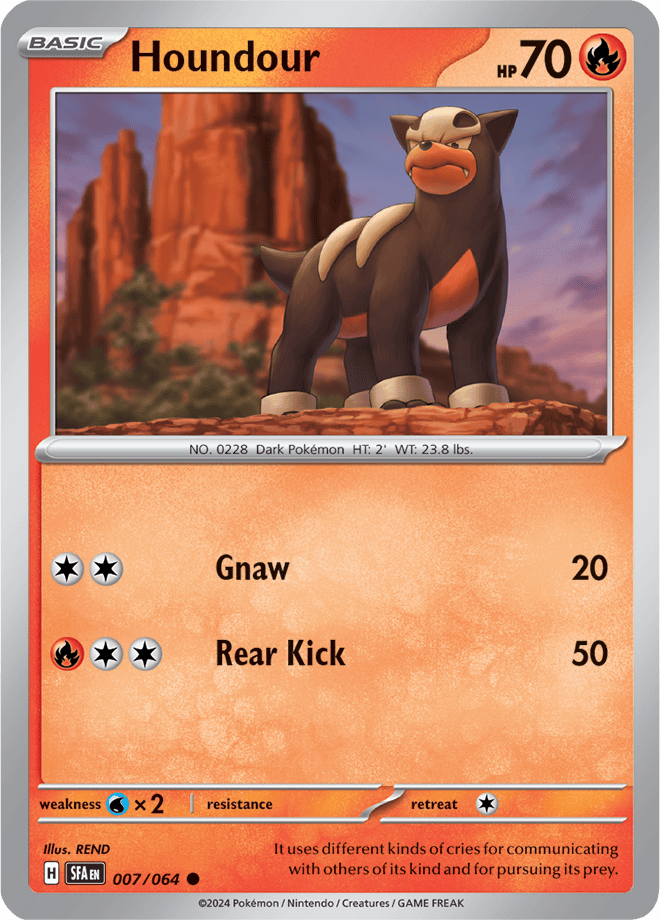 BASIC
Houndour
HP 70
NO. 0228 Dark Pokémon HT: 2' WT: 23.8 lbs.
Gnaw 20
Rear Kick 50
weakness ×2 resistance retreat
Illus. REND
It uses different kinds of cries for communicating
with others of its kind and for pursuing its prey.
H SFA EN 007/064
©2024 Pokémon / Nintendo / Creatures / GAME FREAK